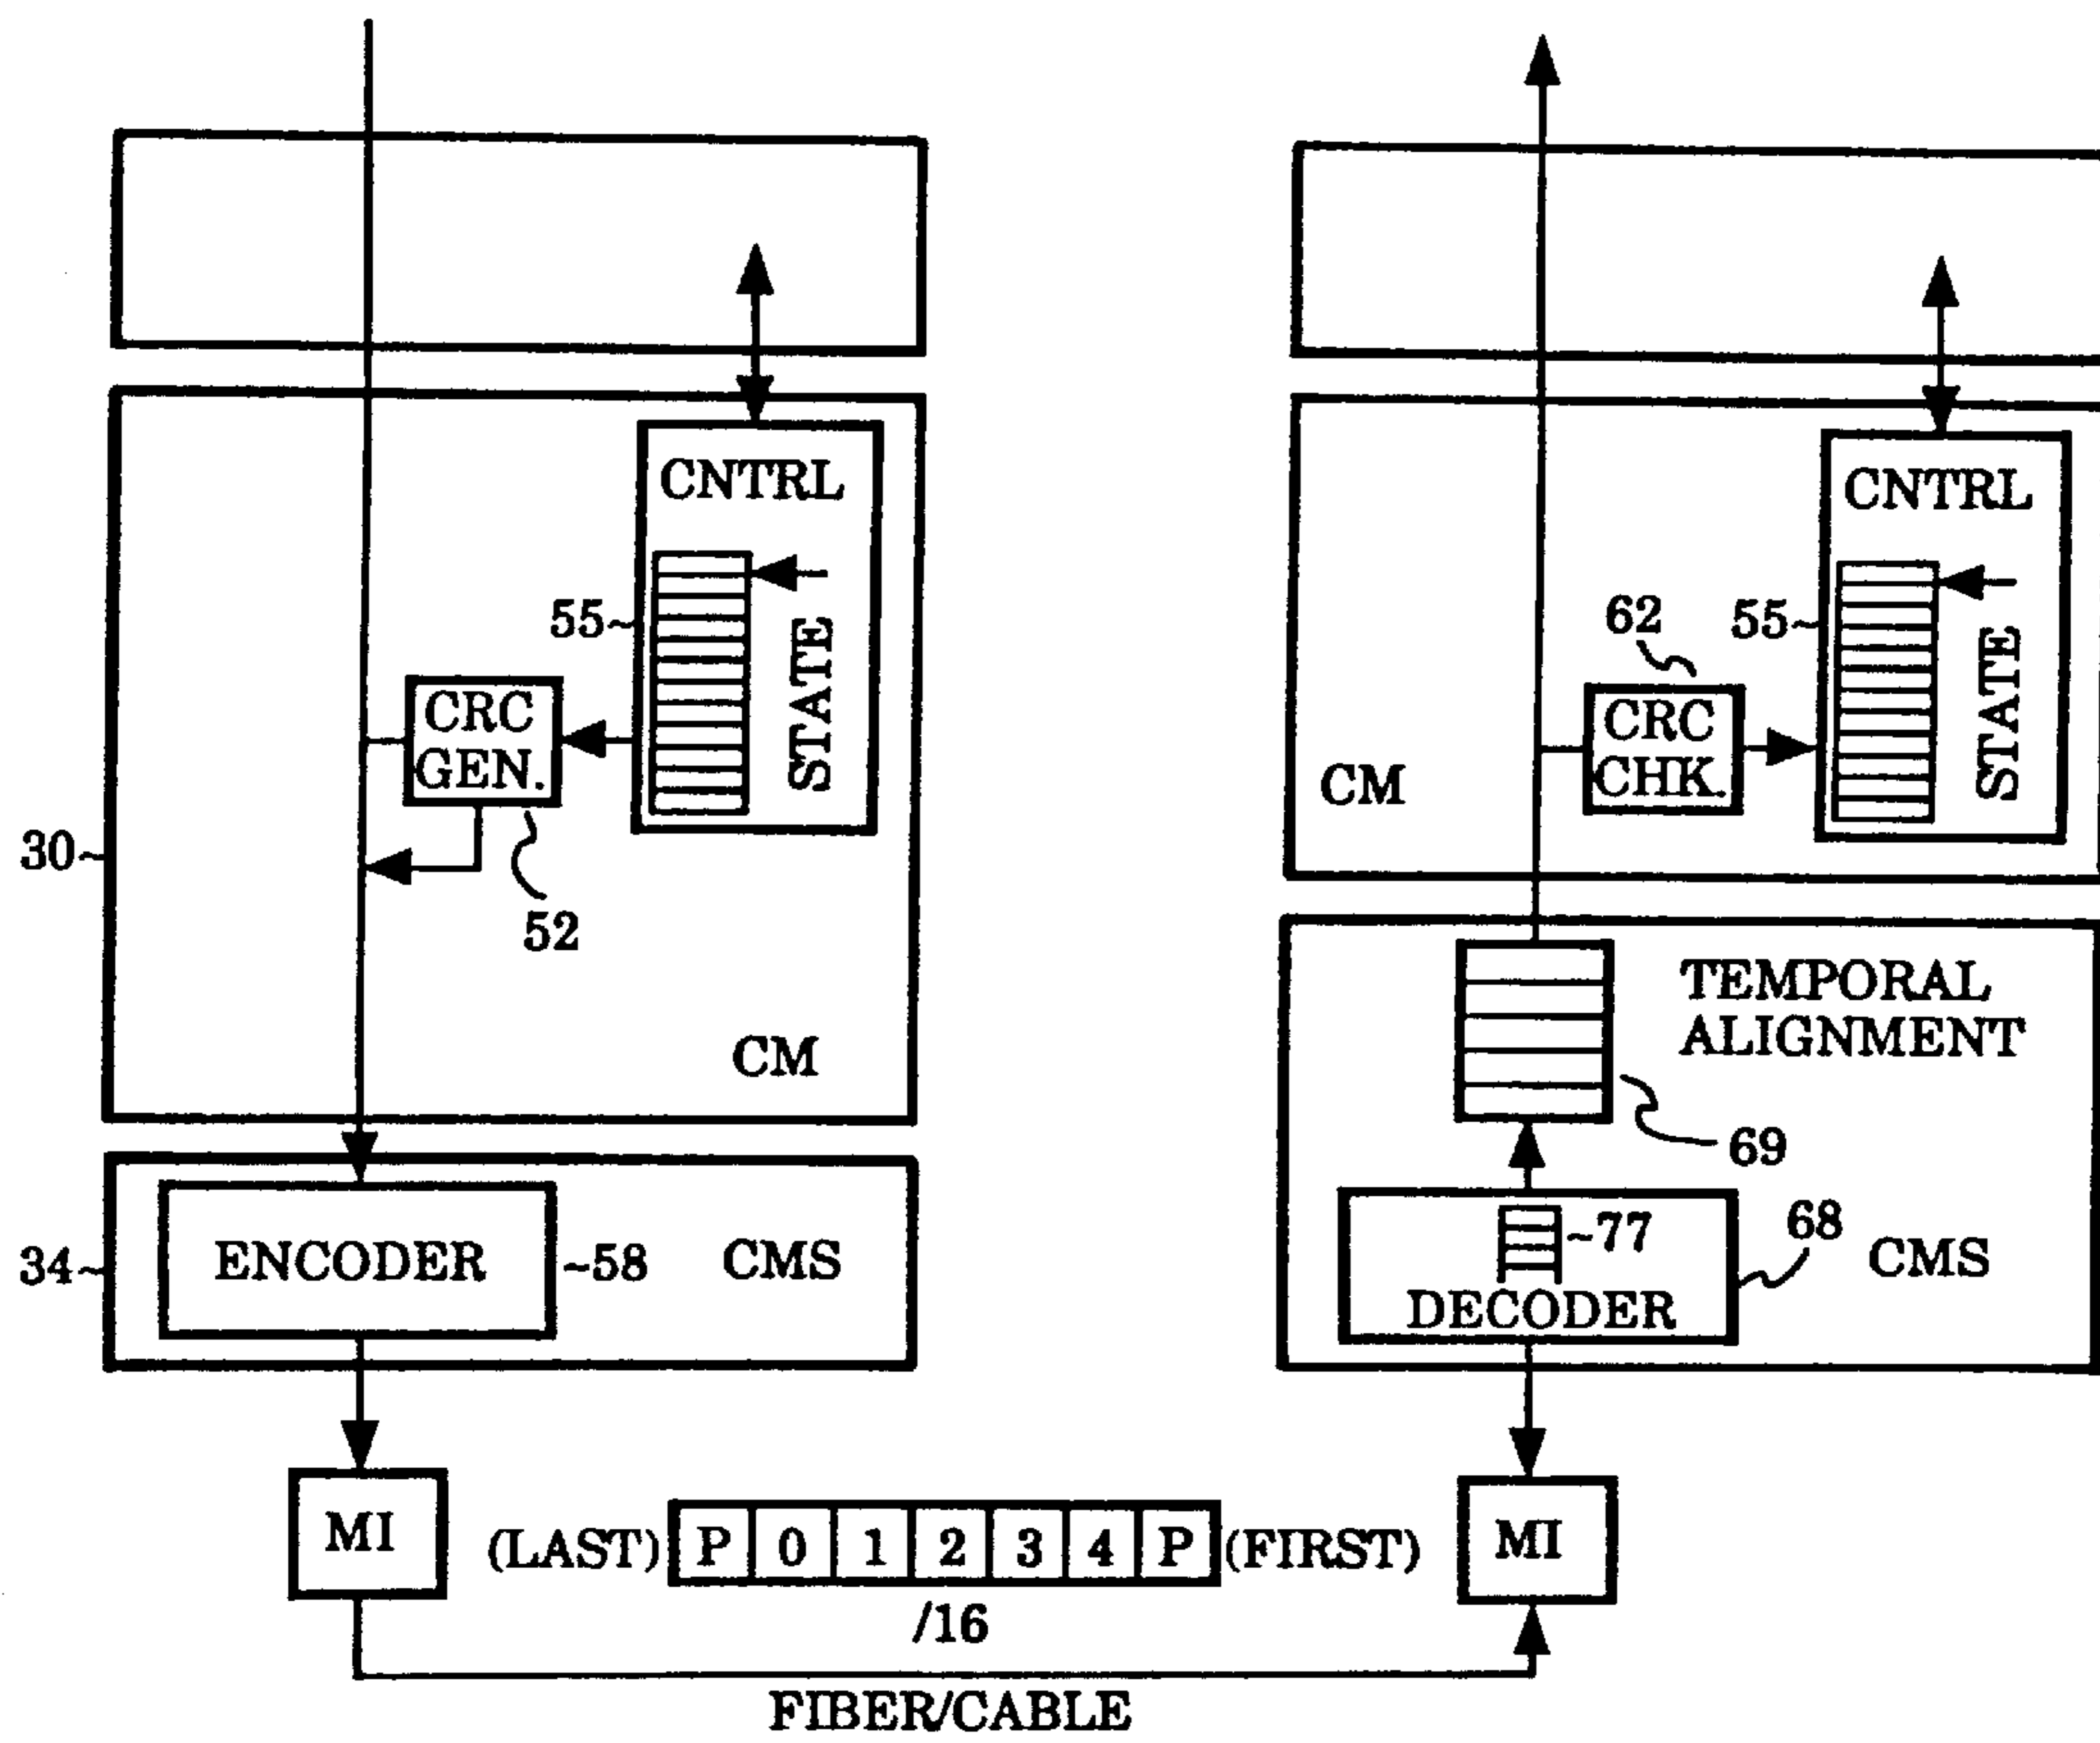 CNTRL
55
STATE
CRC
GEN.
30
52
CM
34
ENCODER
58
CMS
MI
(LAST) P 0 1 2 3 4 P (FIRST)
/16
FIBER/CABLE
CNTRL
62
55
STATE
CRC
CHK.
CM
TEMPORAL
ALIGNMENT
69
77
68
DECODER
CMS
MI